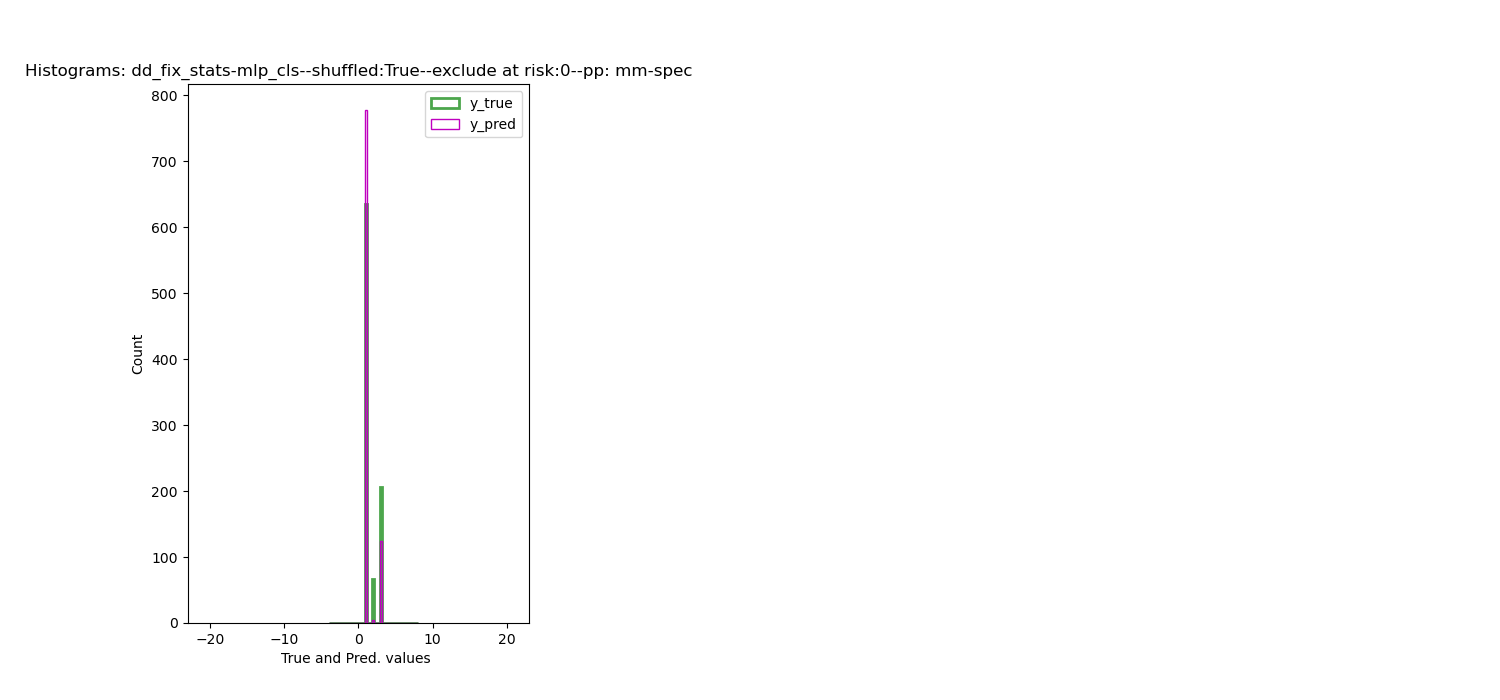 Histograms: dd_fix_stats-mlp_cls--shuffled:True--exclude at risk:0--pp: mm-spec
y_true
y_pred
800
700
600
500
400
300
200
100
0
Count
−20 −10 0 10 20
True and Pred. values